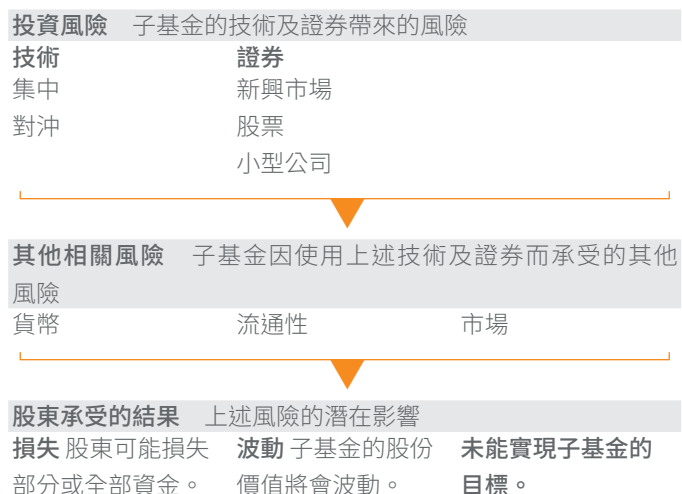 投資風險 子基金的技術及證券帶來的風險
技術 證券
集中 新興市場
對沖 股票
小型公司
其他相關風險 子基金因使用上述技術及證券而承受的其他
風險
貨幣 流通性 市場
股東承受的結果 上述風險的潛在影響
損失 股東可能損失 波動 子基金的股份 未能實現子基金的
部分或全部資金。 價值將會波動。 目標。